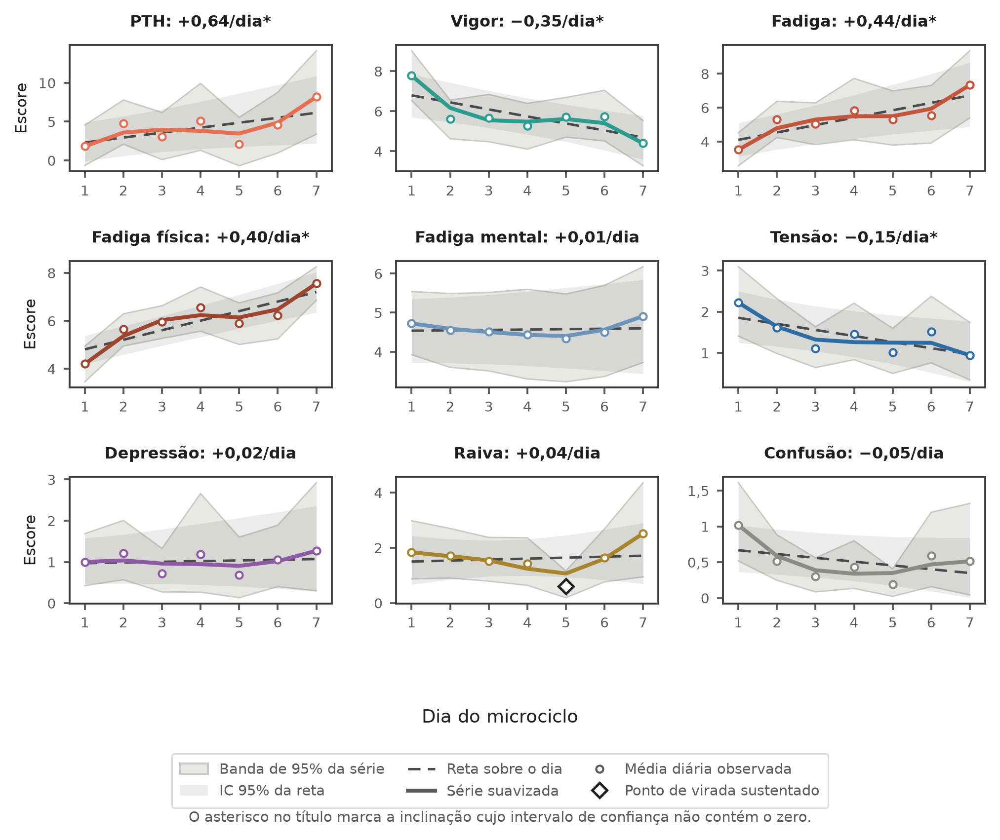 PTH: +0,64/dia*
Vigor: −0,35/dia*
Fadiga: +0,44/dia*
Escore
10
5
0
1 2 3 4 5 6 7
8
6
4
1 2 3 4 5 6 7
8
6
4
1 2 3 4 5 6 7
Fadiga física: +0,40/dia*
Fadiga mental: +0,01/dia
Tensão: −0,15/dia*
Escore
8
6
4
1 2 3 4 5 6 7
6
5
4
1 2 3 4 5 6 7
3
2
1
1 2 3 4 5 6 7
Depressão: +0,02/dia
Raiva: +0,04/dia
Confusão: −0,05/dia
Escore
3
2
1
0
1 2 3 4 5 6 7
4
2
0
1 2 3 4 5 6 7
1,5
1
0,5
0
1 2 3 4 5 6 7
Dia do microciclo
Banda de 95% da série
IC 95% da reta
Reta sobre o dia
Série suavizada
Média diária observada
Ponto de virada sustentado
O asterisco no título marca a inclinação cujo intervalo de confiança não contém o zero.